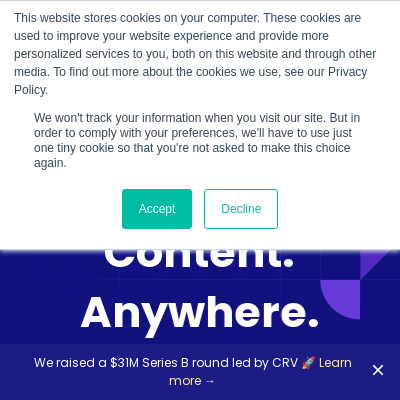 This website stores cookies on your computer. These cookies are
used to improve your website experience and provide more
personalized services to you, both on this website and through other
media. To find out more about the cookies we use, see our Privacy
Policy.
We won't track your information when you visit our site. But in
order to comply with your preferences, we'll have to use just
one tiny cookie so that you're not asked to make this choice
again.
Accept
Decline
Content.
Anywhere.
We raised a $31M Series B round led by CRV 🚀 Learn
more →